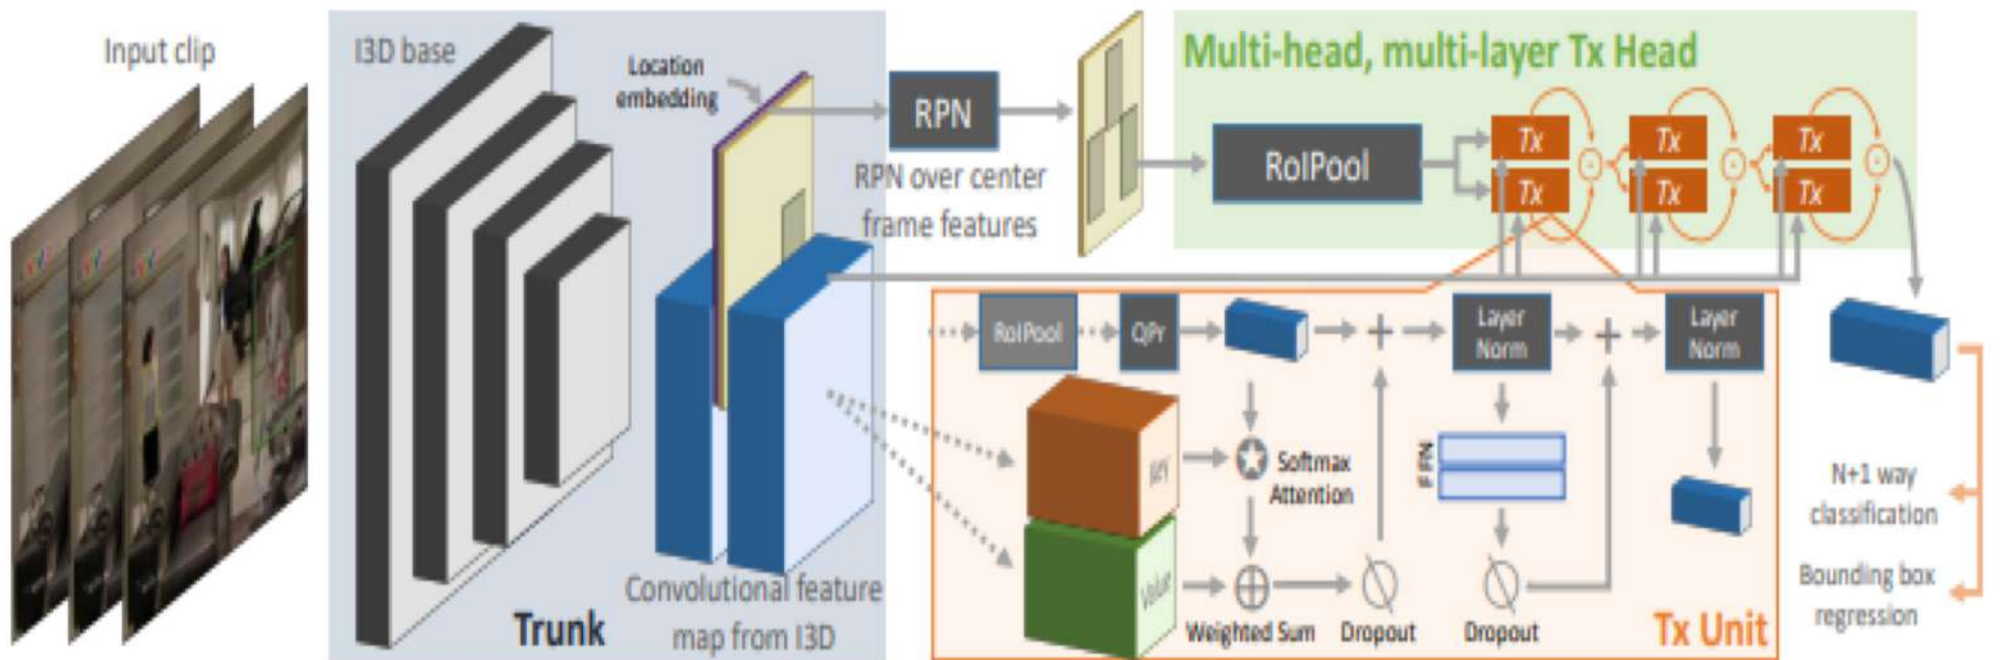 Input clip
I3D base
Location
embedding
RPN
RPN over center
frame features
Multi-head, multi-layer Tx Head
RoIPool
Tx
Tx
Tx
Tx
Tx
Tx
Convolutional feature
map from I3D
Trunk
RoIPool
QPr
Layer
Norm
Layer
Norm
Softmax
Attention
FFN
Value
Weighted Sum
Dropout
Dropout
Tx Unit
N+1 way
classification
Bounding box
regression